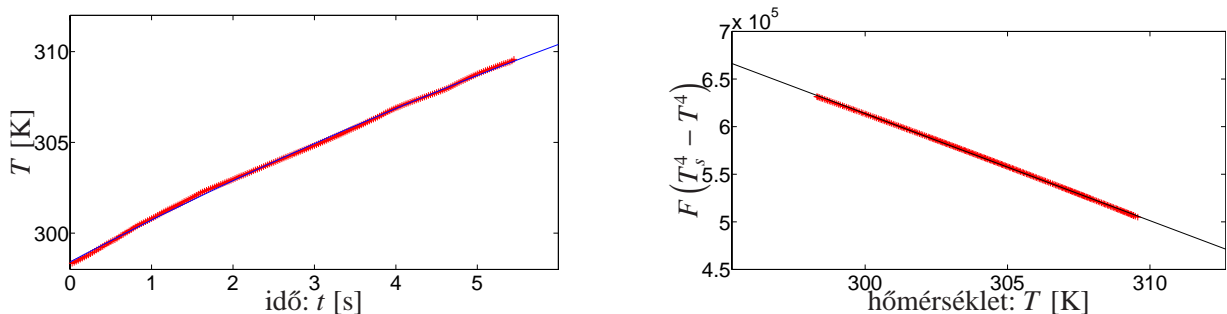 T [K]
310
305
300
0 1 2 3 4 5
idő: t [s]
F (T_s^4 − T^4)
7 x 10^5
6.5
6
5.5
5
4.5
300 305 310
hőmérséklet: T [K]